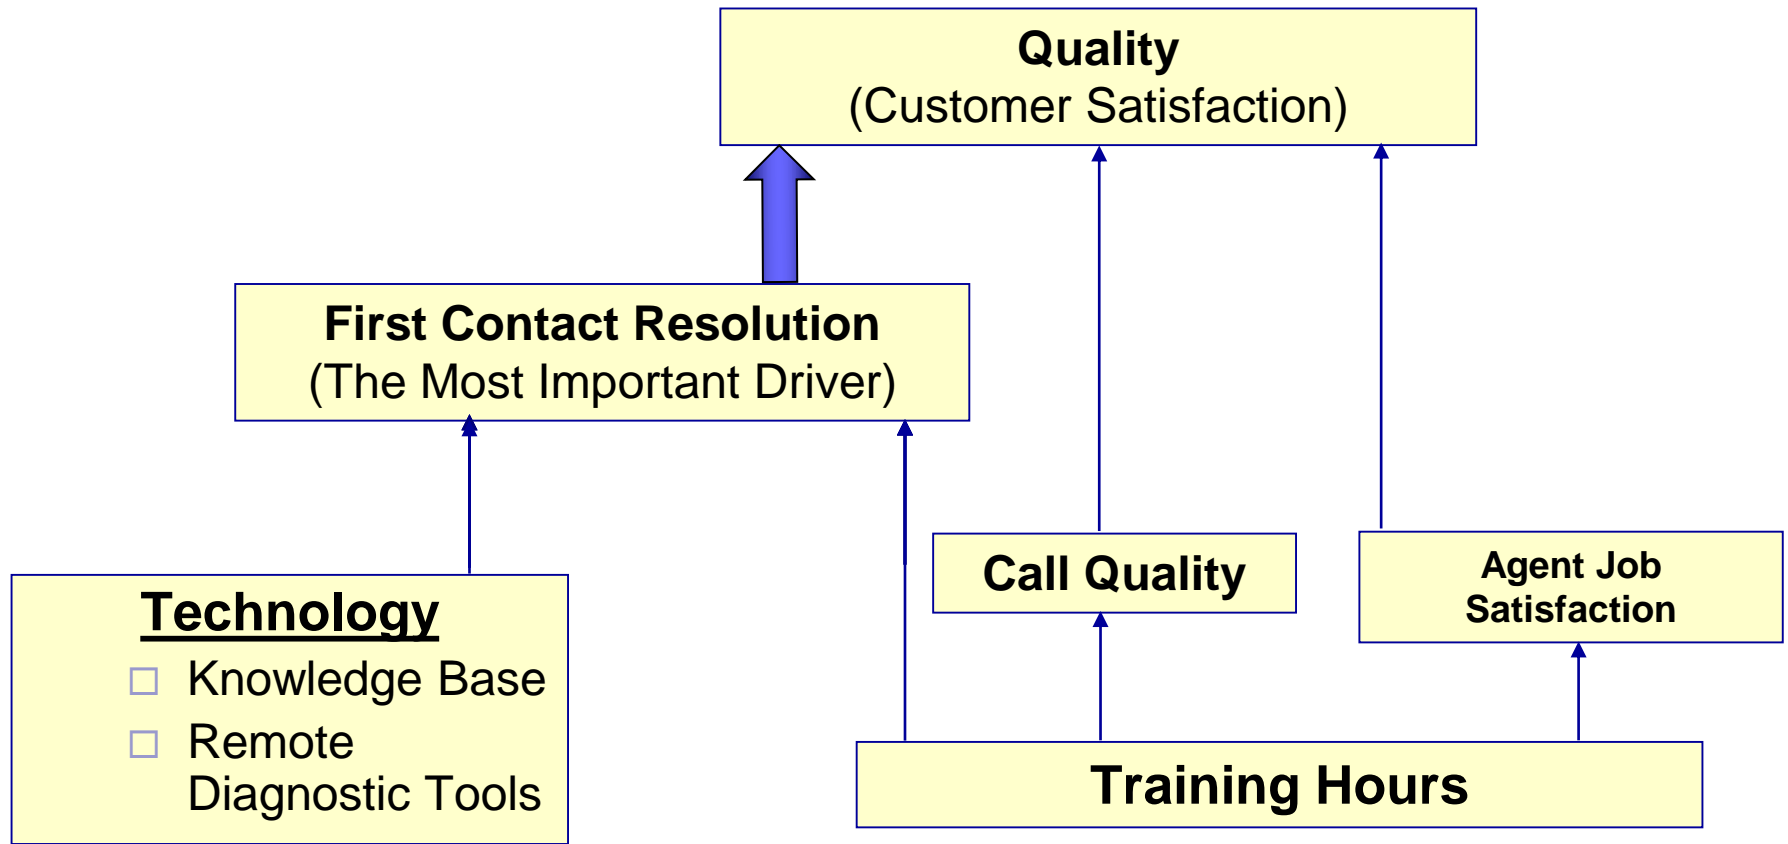 Quality
(Customer Satisfaction)
First Contact Resolution
(The Most Important Driver)
Call Quality
Agent Job
Satisfaction
Technology
Knowledge Base
Remote
Diagnostic Tools
Training Hours